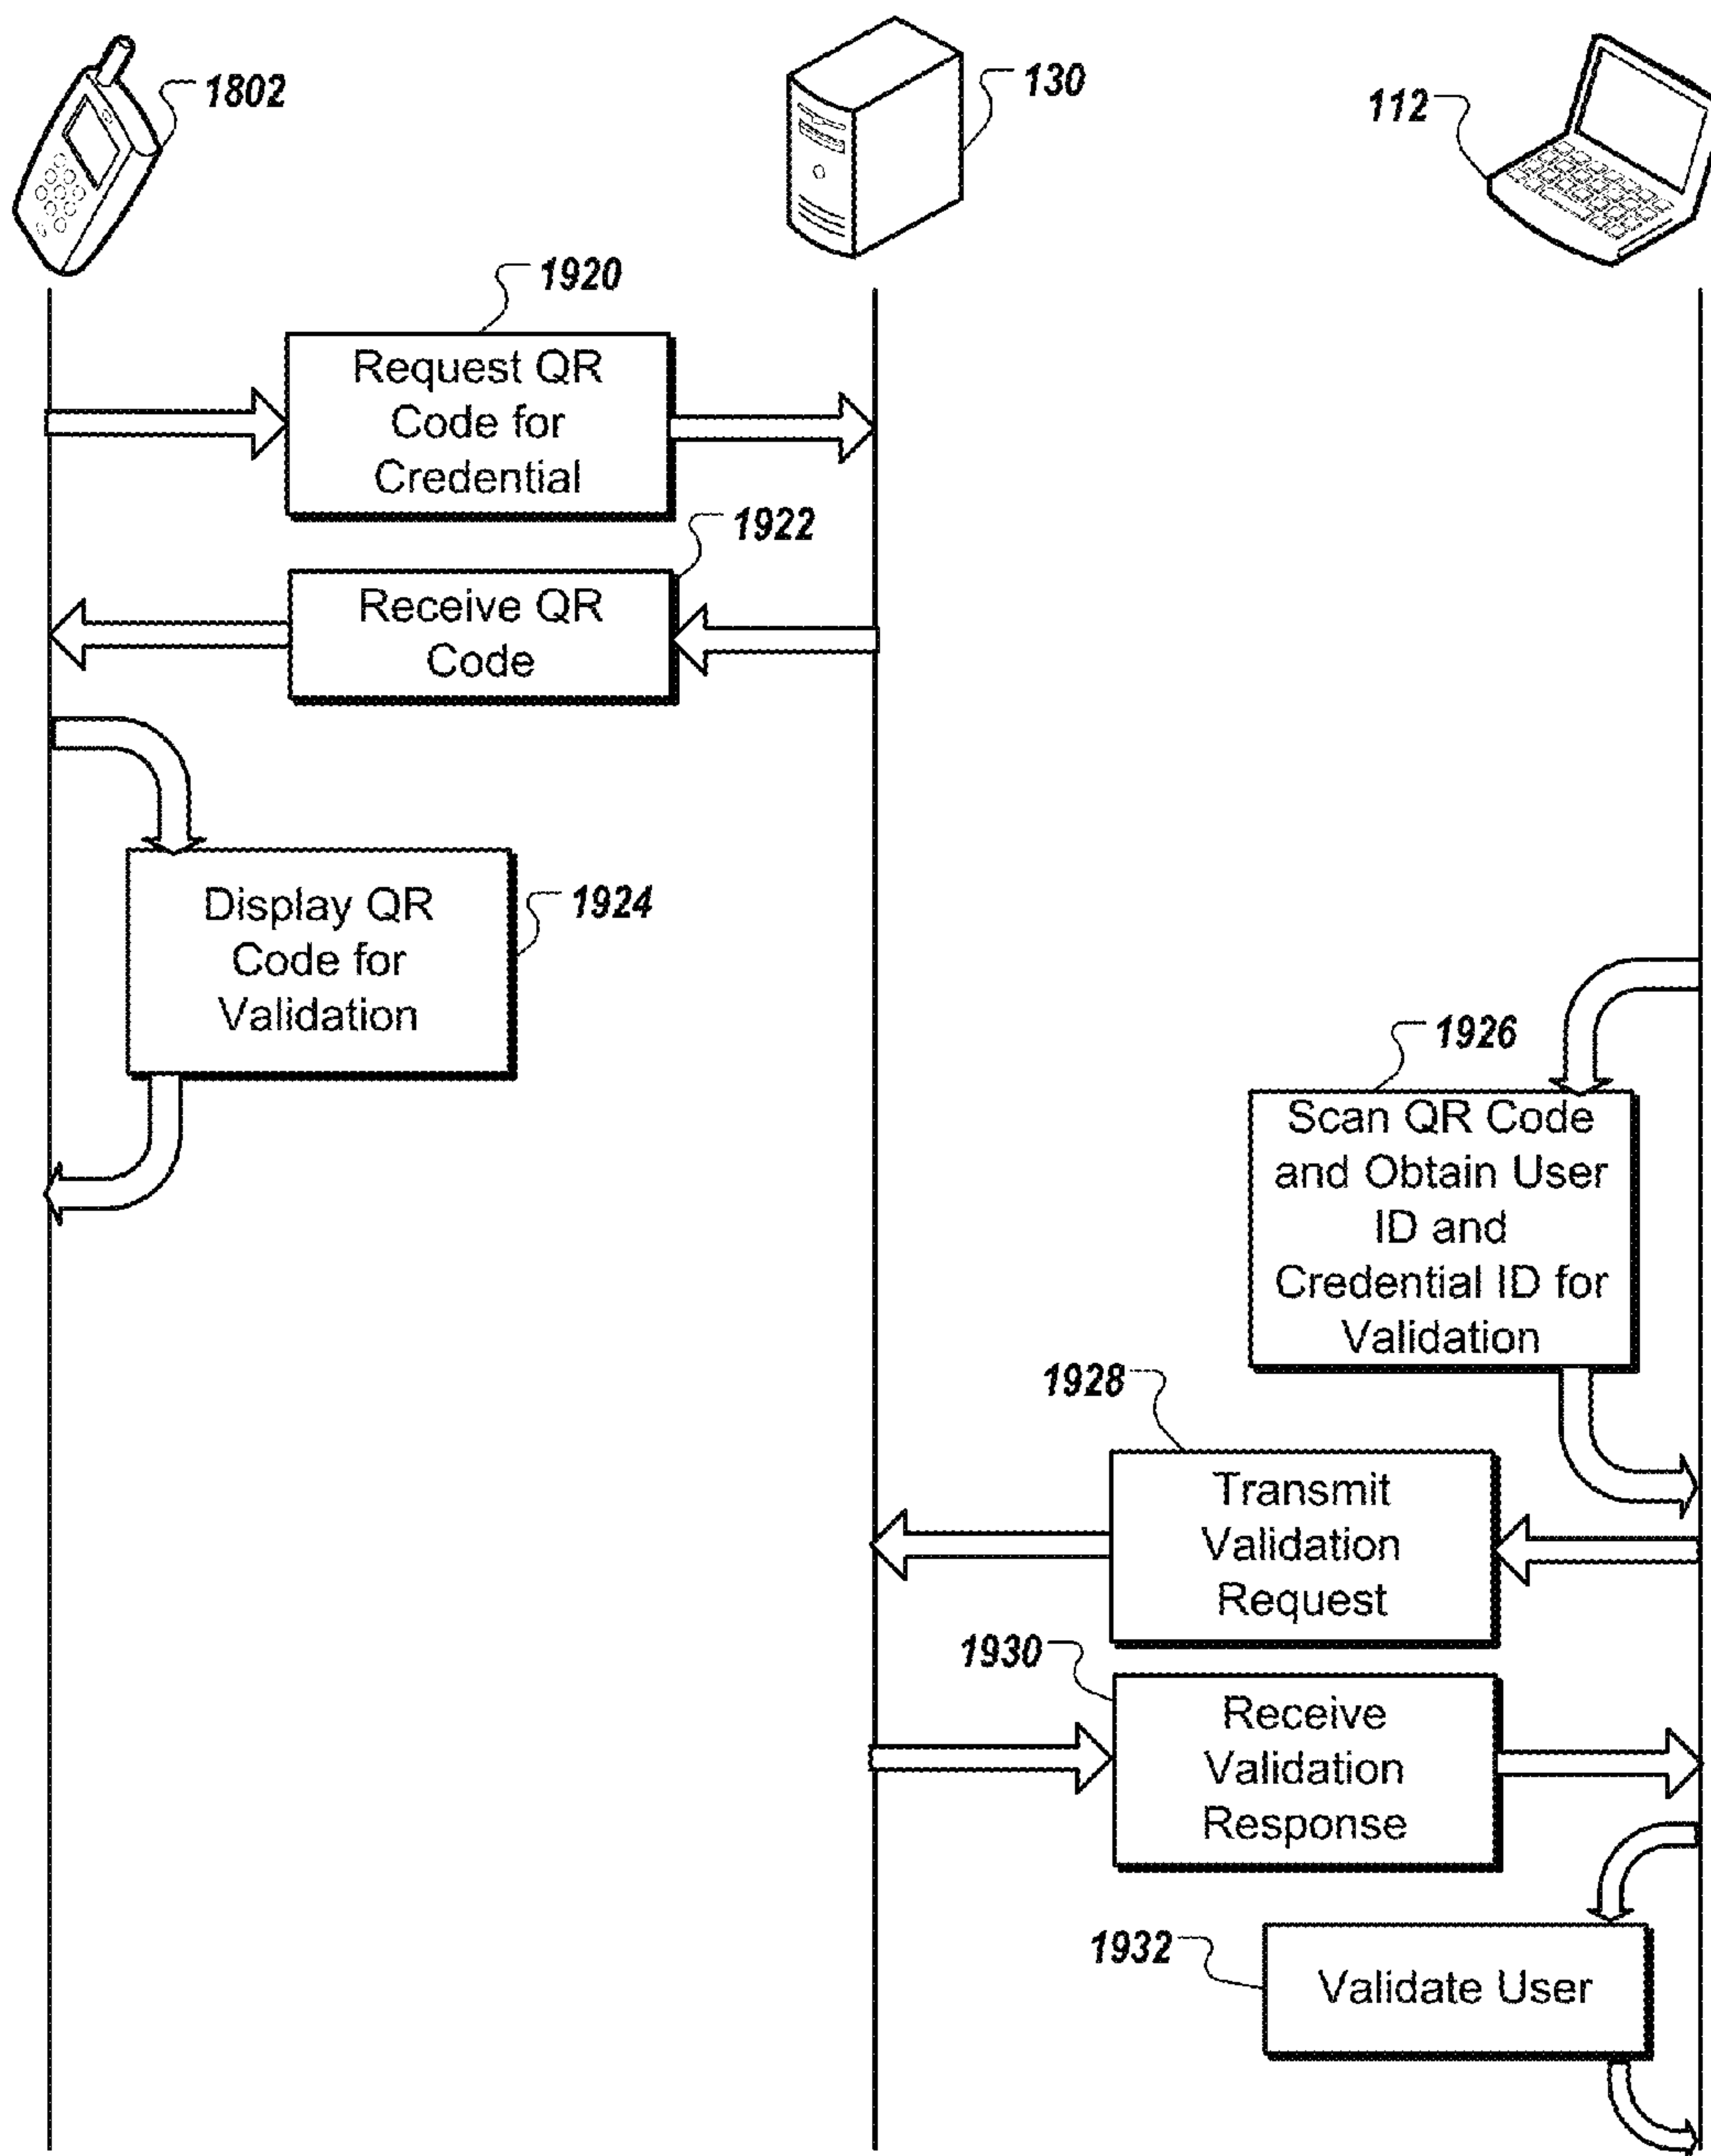 1802
130
112
1920
Request QR
Code for
Credential
1922
Receive QR
Code
Display QR
Code for
Validation
1924
1926
Scan QR Code
and Obtain User
ID and
Credential ID for
Validation
1928
Transmit
Validation
Request
1930
Receive
Validation
Response
1932
Validate User